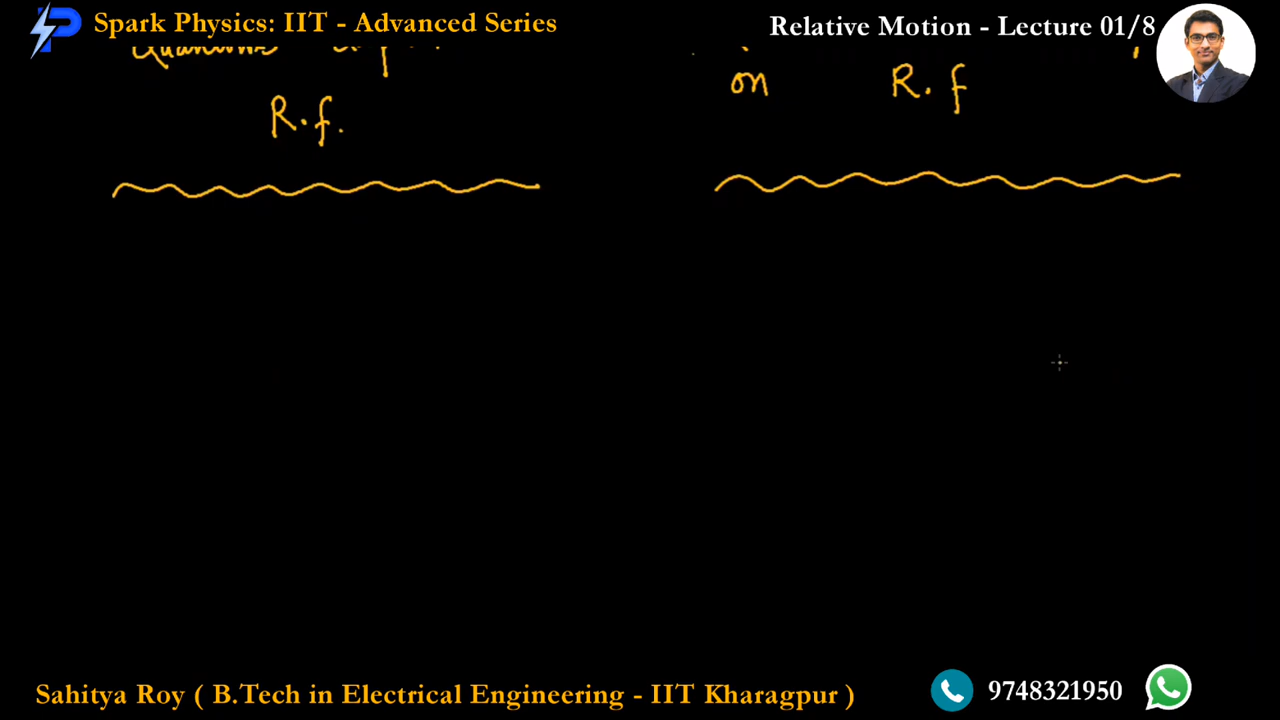 Spark Physics: IIT - Advanced Series
Relative Motion - Lecture 01/8
on R.f
R.f.
Sahitya Roy ( B.Tech in Electrical Engineering - IIT Kharagpur )
9748321950